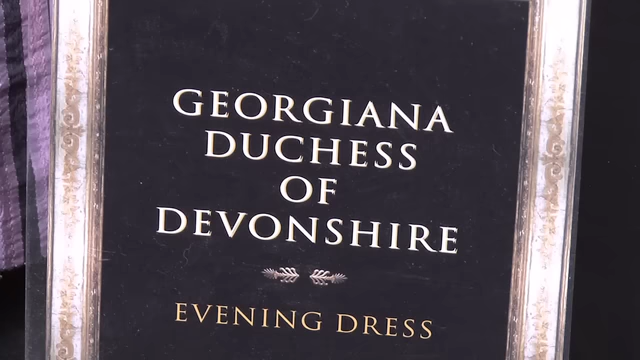 GEORGIANA
DUCHESS
OF
DEVONSHIRE
EVENING DRESS